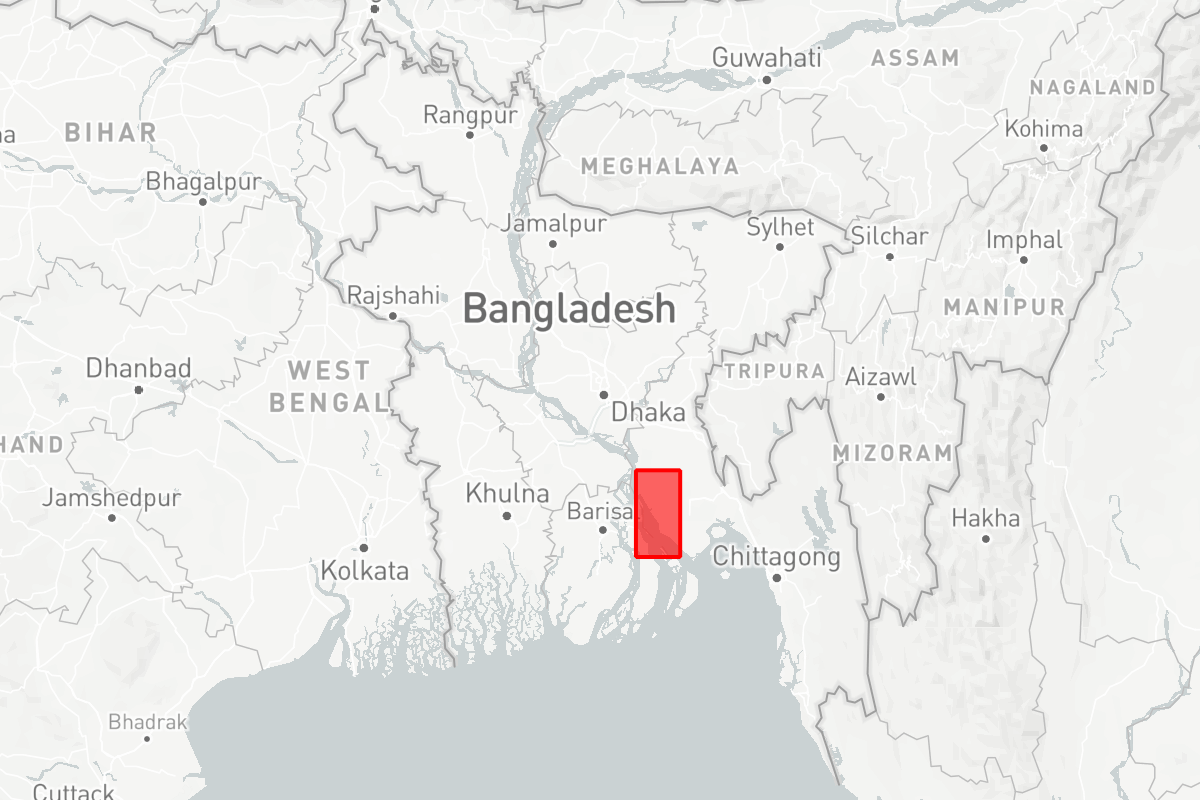 Guwahati
ASSAM
NAGALAND
Rangpur
BIHAR
Kohima
MEGHALAYA
Bhagalpur
Jamalpur
Sylhet
Silchar
Imphal
Rajshahi
Bangladesh
MANIPUR
Dhanbad
WEST
BENGAL
TRIPURA
Aizawl
Dhaka
HAND
MIZORAM
Jamshedpur
Khulna
Barisa
Hakha
Kolkata
Chittagong
Bhadrak
Cuttack